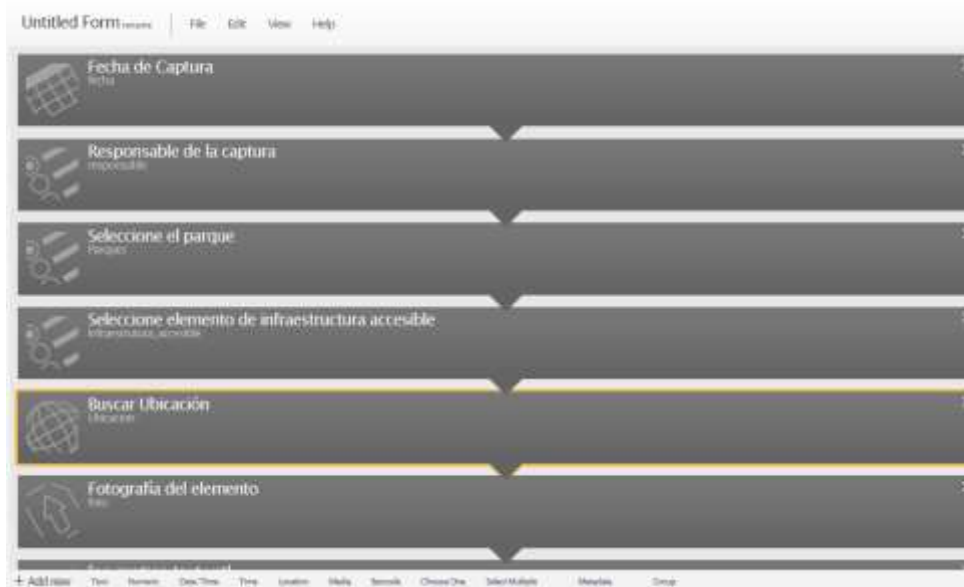 Untitled Form rename File Edit View Help
Fecha de Captura
fecha
Responsable de la captura
responsable
Seleccione el parque
Parques
Seleccione elemento de infraestructura accesible
Buscar Ubicación
Ubicacion
Fotografía del elemento
foto
+ Add new Text Numeric Date/Time Time Location Media Barcode Choose One Select Multiple Metadata Group